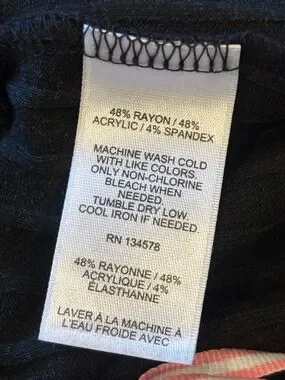 48% RAYON / 48%
ACRYLIC / 4% SPANDEX
MACHINE WASH COLD
WITH LIKE COLORS.
ONLY NON-CHLORINE
BLEACH WHEN
NEEDED.
TUMBLE DRY LOW.
COOL IRON IF NEEDED.
RN 134578
48% RAYONNE / 48%
ACRYLIQUE / 4%
ÉLASTHANNE
LAVER À LA MACHINE À
L'EAU FROIDE AVEC